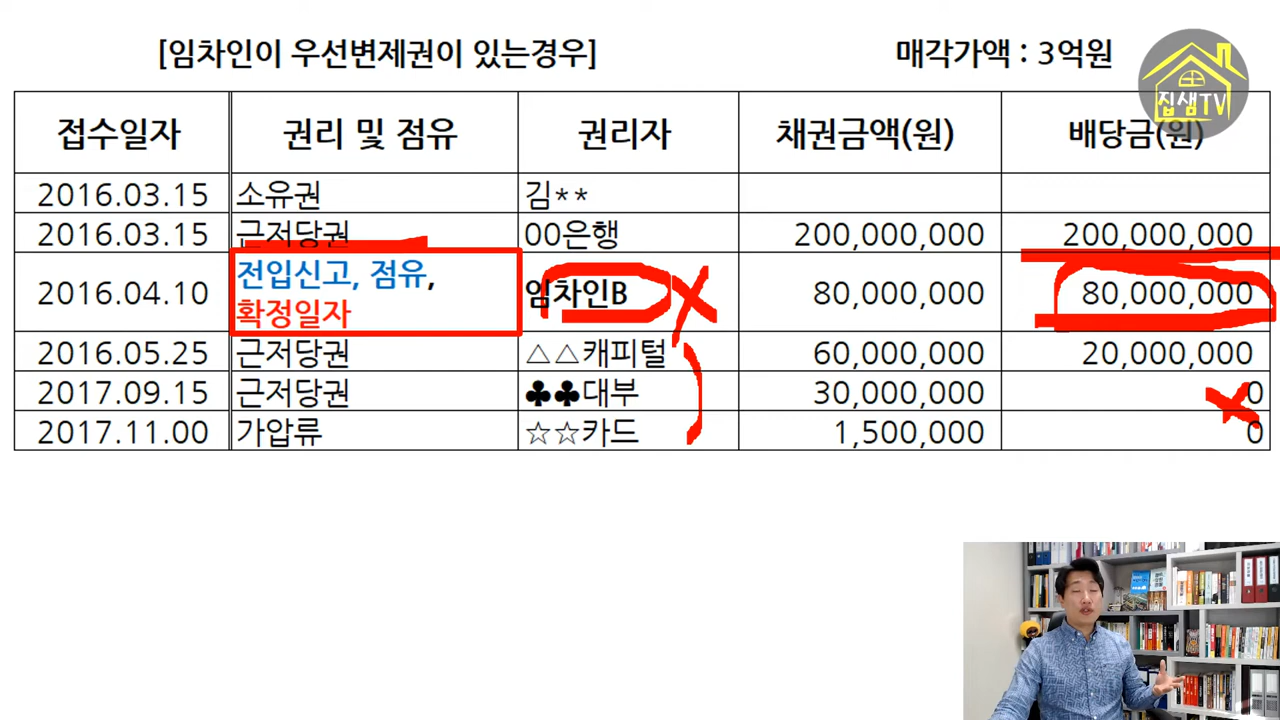 [임차인이 우선변제권이 있는경우] 매각가액 : 3억원
집샘TV
접수일자 권리 및 점유 권리자 채권금액(원) 배당금(원)
2016.03.15 소유권 김**
2016.03.15 근저당권 00은행 200,000,000 200,000,000
2016.04.10 전입신고, 점유, 확정일자 임차인B 80,000,000 80,000,000
2016.05.25 근저당권 △△캐피털 60,000,000 20,000,000
2017.09.15 근저당권 ♣♣대부 30,000,000 0
2017.11.00 가압류 ☆☆카드 1,500,000 0